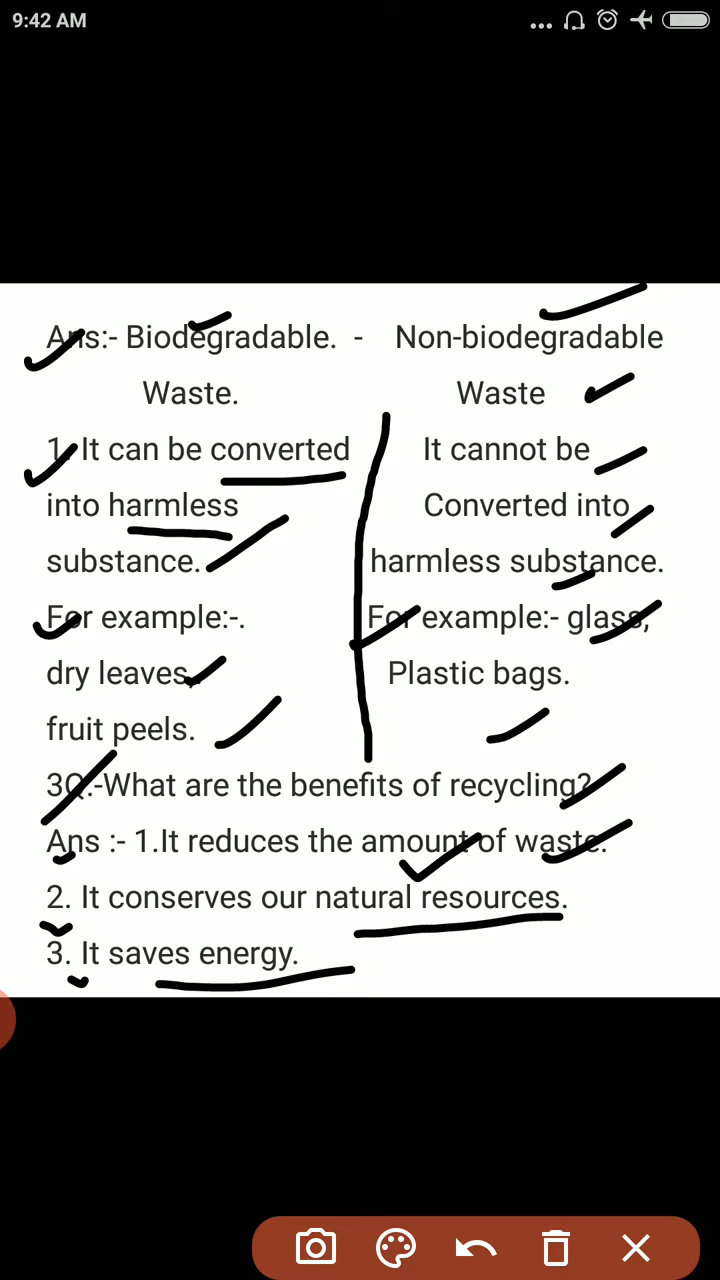 9:42 AM
Ans:- Biodegradable. - Non-biodegradable
Waste. Waste
1. It can be converted It cannot be
into harmless Converted into
substance. harmless substance.
For example:-. For example:- glass,
dry leaves, Plastic bags.
fruit peels.
3Q.-What are the benefits of recycling?
Ans :- 1.It reduces the amount of waste.
2. It conserves our natural resources.
3. It saves energy.